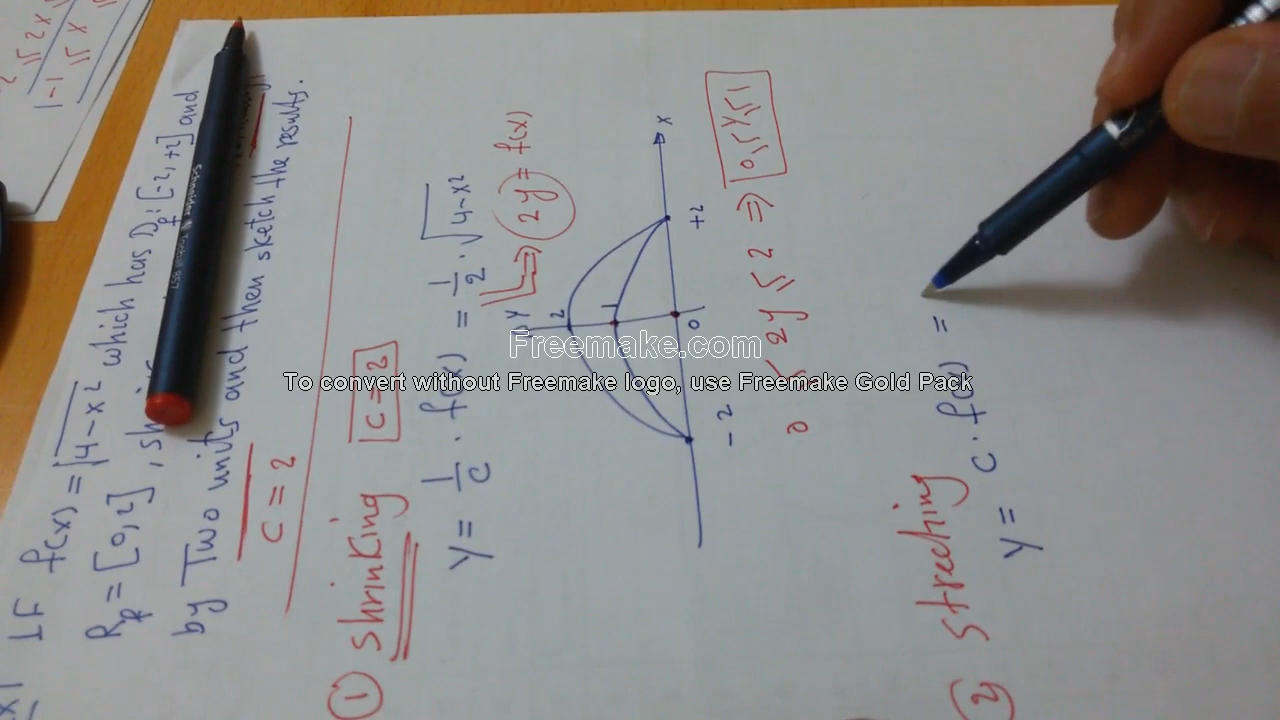 IF f(x) = √4-x² which has D_f: [-2, +2] and
R_f = [0, 2],
by Two units and then sketch the results.
C = 2
① Shrinking C = 2
y = 1/C · f(x) = 1/2 · √4-x²
⇒ 2y = f(x)
y
2
1
0
x
-2
+2
0 ≤ 2y ≤ 2 ⇒ 0 ≤ y ≤ 1
② Streching
y = C · f(x) =
Freemake.com
To convert without Freemake logo, use Freemake Gold Pack